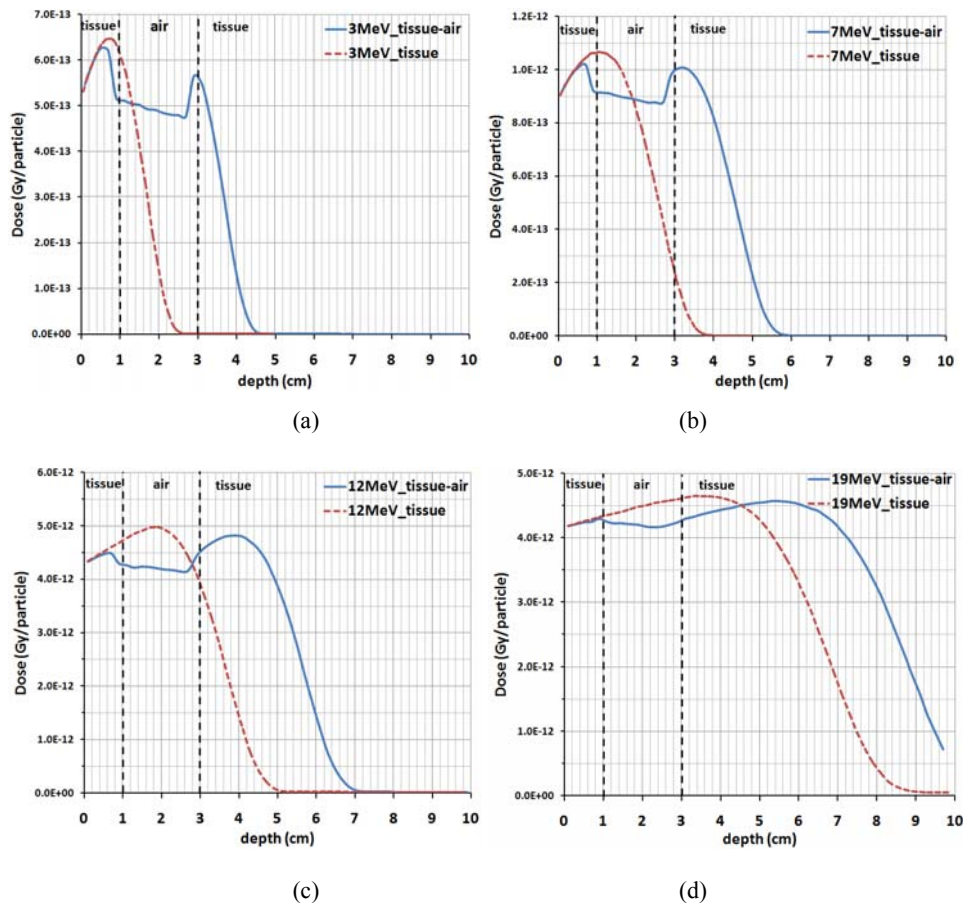 7.0E-13
6.0E-13
5.0E-13
4.0E-13
3.0E-13
2.0E-13
1.0E-13
0.0E+00
Dose (Gy/particle)
tissue
air
tissue
3MeV_tissue-air
3MeV_tissue
0 1 2 3 4 5 6 7 8 9 10
depth (cm)
(a)
1.2E-12
1.0E-12
8.0E-13
6.0E-13
4.0E-13
2.0E-13
0.0E+00
Dose (Gy/particle)
tissue
air
tissue
7MeV_tissue-air
7MeV_tissue
0 1 2 3 4 5 6 7 8 9 10
depth (cm)
(b)
6.0E-12
5.0E-12
4.0E-12
3.0E-12
2.0E-12
1.0E-12
0.0E+00
Dose (Gy/particle)
tissue
air
tissue
12MeV_tissue-air
12MeV_tissue
0 1 2 3 4 5 6 7 8 9 10
depth (cm)
(c)
5.0E-12
4.0E-12
3.0E-12
2.0E-12
1.0E-12
0.0E+00
Dose (Gy/particle)
tissue
air
tissue
19MeV_tissue-air
19MeV_tissue
0 1 2 3 4 5 6 7 8 9 10
depth (cm)
(d)